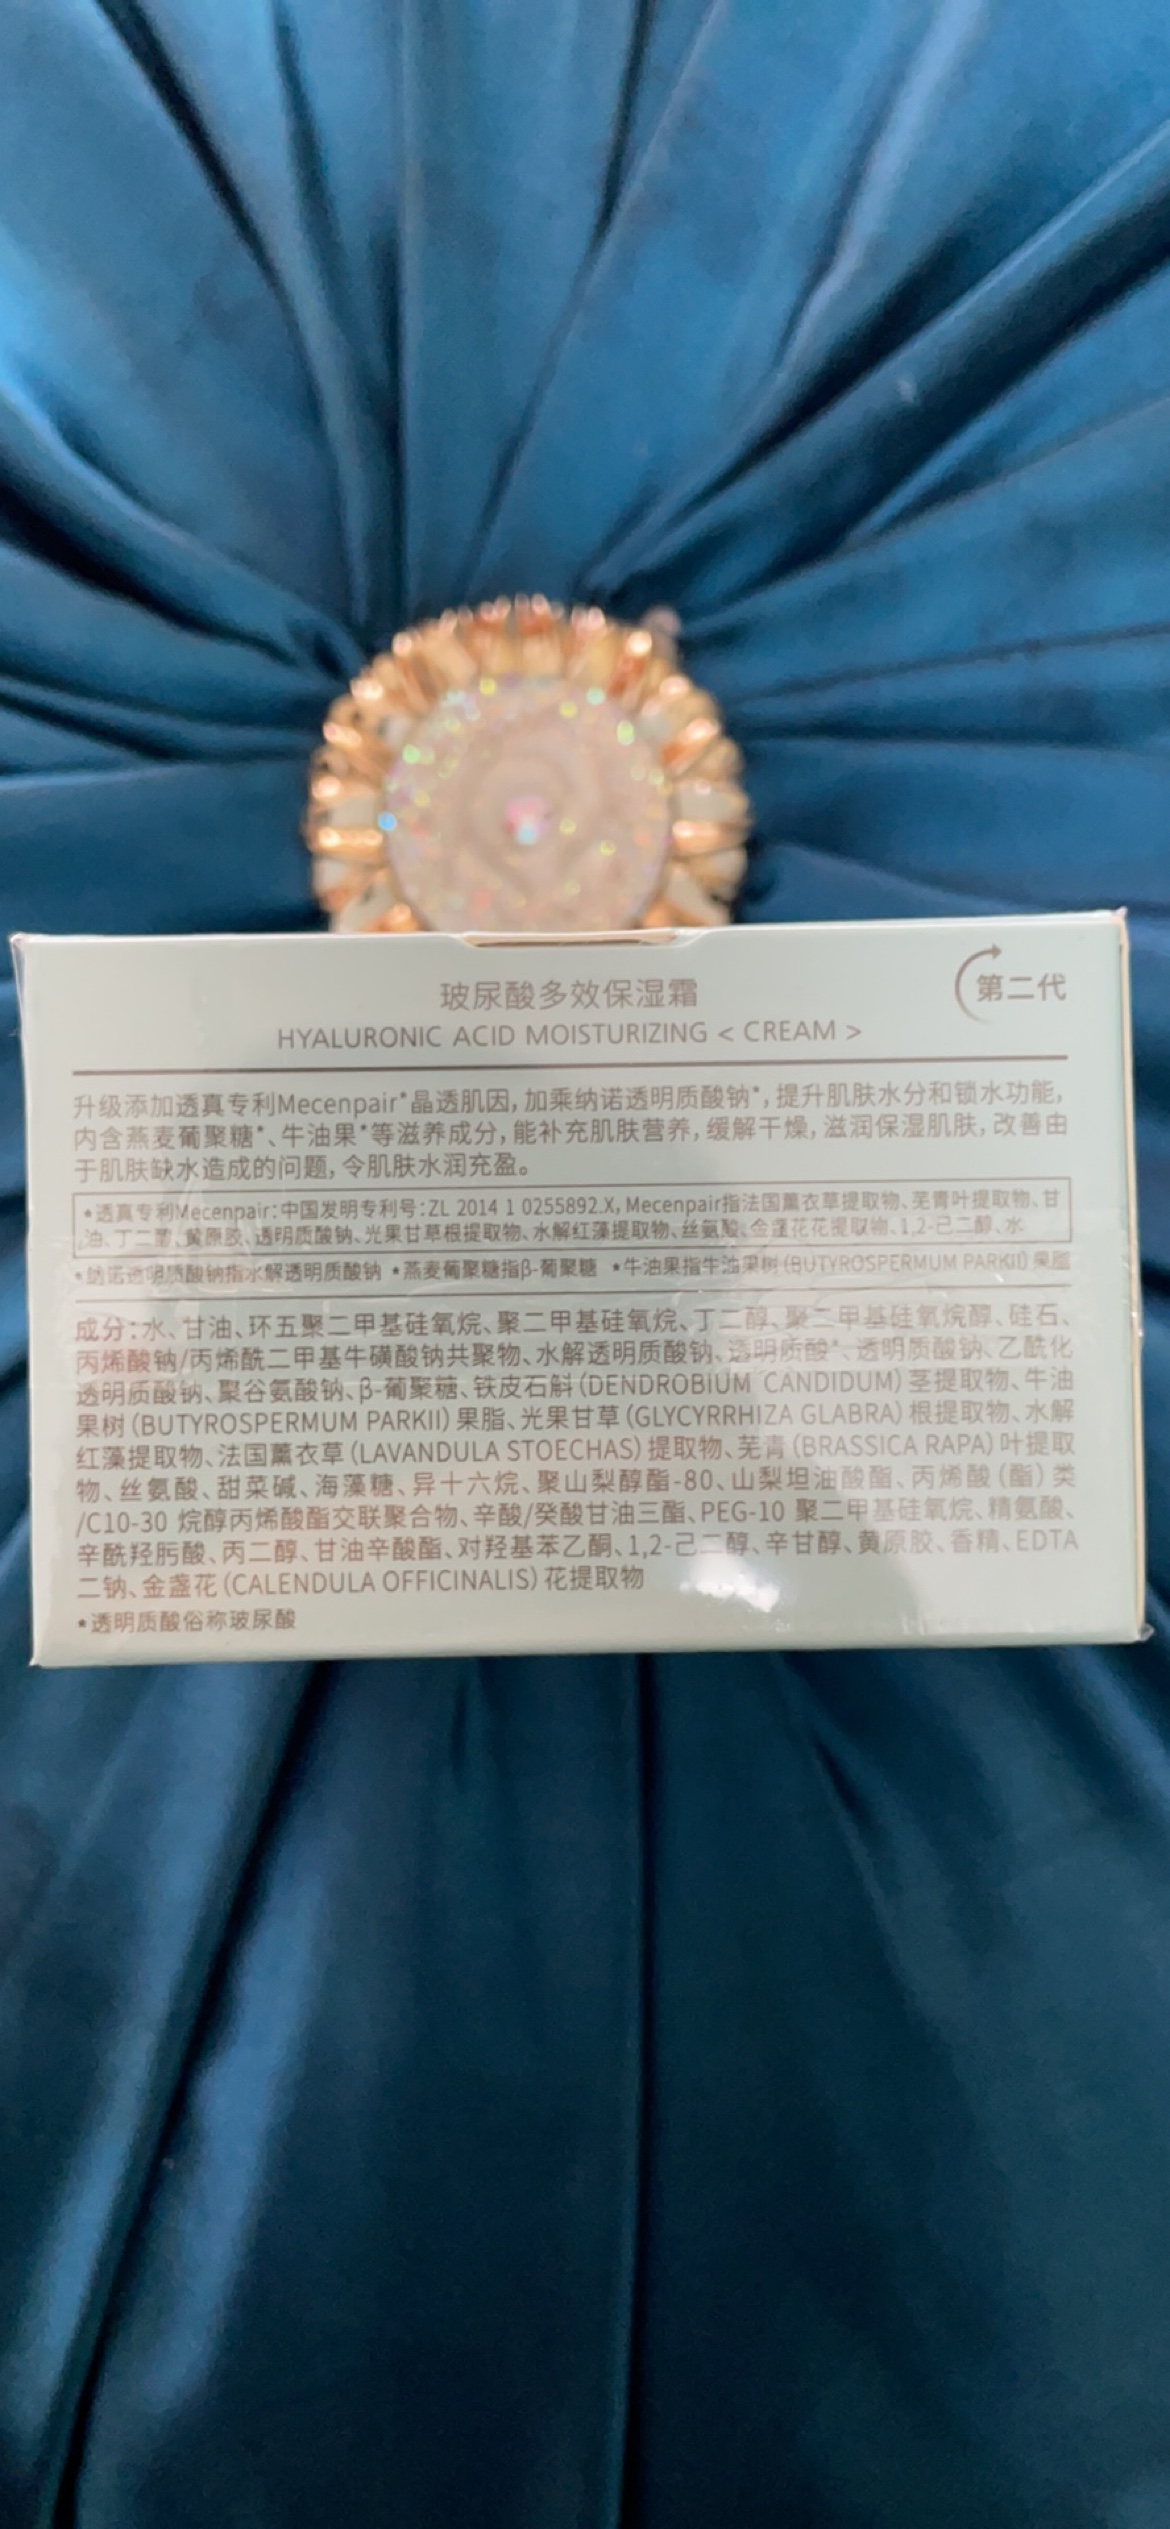 玻尿酸多效保湿霜
第二代
HYALURONIC ACID MOISTURIZING < CREAM >
升级添加透真专利Mecenpair*晶透肌因,加乘纳诺透明质酸钠*,提升肌肤水分和锁水功能,
内含燕麦葡聚糖*、牛油果*等滋养成分,能补充肌肤营养,缓解干燥,滋润保湿肌肤,改善由
于肌肤缺水造成的问题,令肌肤水润充盈。
*透真专利Mecenpair:中国发明专利号:ZL 2014 1 0255892.X, Mecenpair指法国薰衣草提取物、芜青叶提取物、甘
油、丁二醇、黄原胶、透明质酸钠、光果甘草根提取物、水解红藻提取物、丝氨酸、金盏花花提取物、1,2-己二醇、水
*纳诺透明质酸钠指水解透明质酸钠 *燕麦葡聚糖指β-葡聚糖 *牛油果指牛油果树(BUTYROSPERMUM PARKII)果脂
成分:水、甘油、环五聚二甲基硅氧烷、聚二甲基硅氧烷、丁二醇、聚二甲基硅氧烷醇、硅石、
丙烯酸钠/丙烯酰二甲基牛磺酸钠共聚物、水解透明质酸钠、透明质酸*、透明质酸钠、乙酰化
透明质酸钠、聚谷氨酸钠、β-葡聚糖、铁皮石斛(DENDROBIUM CANDIDUM)茎提取物、牛油
果树(BUTYROSPERMUM PARKII)果脂、光果甘草(GLYCYRRHIZA GLABRA)根提取物、水解
红藻提取物、法国薰衣草(LAVANDULA STOECHAS)提取物、芜青(BRASSICA RAPA)叶提取
物、丝氨酸、甜菜碱、海藻糖、异十六烷、聚山梨醇酯-80、山梨坦油酸酯、丙烯酸(酯)类
/C10-30 烷醇丙烯酸酯交联聚合物、辛酸/癸酸甘油三酯、PEG-10 聚二甲基硅氧烷、精氨酸、
辛酰羟肟酸、丙二醇、甘油辛酸酯、对羟基苯乙酮、1,2-己二醇、辛甘醇、黄原胶、香精、EDTA
二钠、金盏花(CALENDULA OFFICINALIS)花提取物
*透明质酸俗称玻尿酸